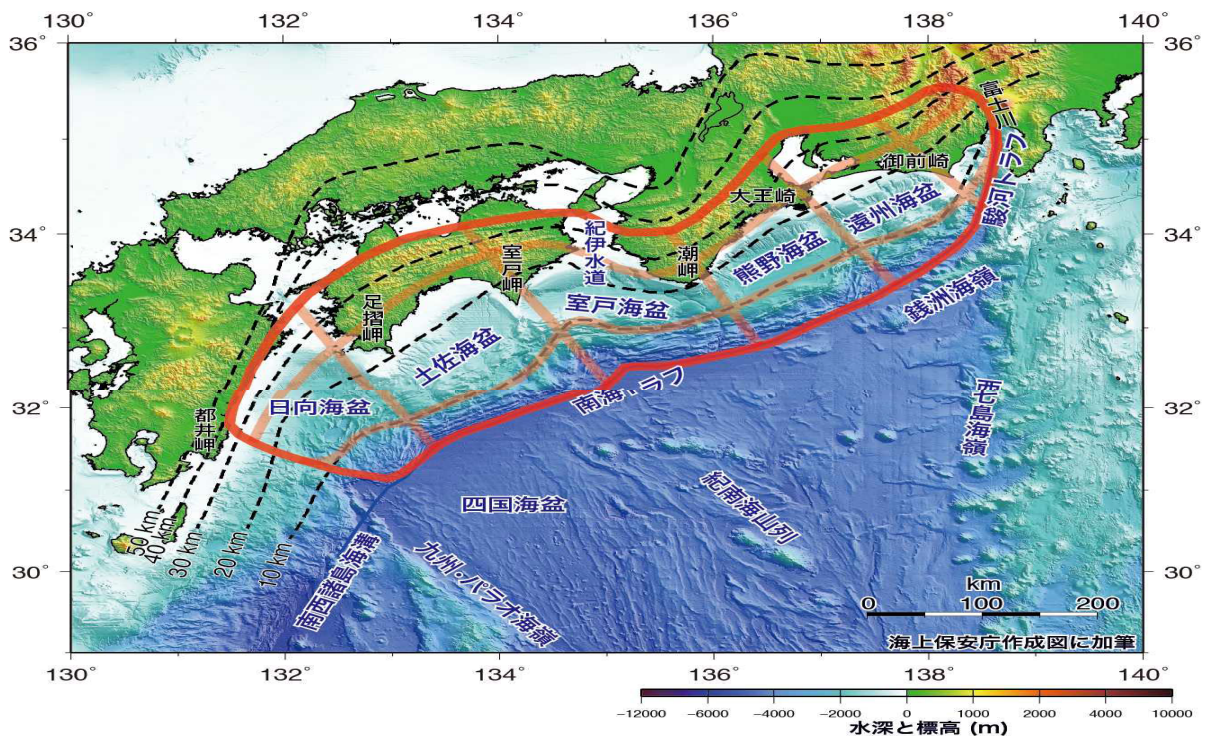 130° 132° 134° 136° 138° 140°
36° 36°
富士川
駿河トラフ
御前崎
大王崎
遠州海盆
34° 34°
紀伊水道
潮岬
熊野海盆
室戸岬
室戸海盆
銭洲海嶺
足摺岬
土佐海盆
南海トラフ
西七島海嶺
32° 32°
日向海盆
都井岬
四国海盆
紀南海山列
50 km
40 km
30 km
20 km
10 km
30° 30°
南西諸島海溝
九州・パラオ海嶺
km
0 100 200
海上保安庁作成図に加筆
130° 132° 134° 136° 138° 140°
−12000 −6000 −4000 −2000 0 1000 2000 4000 10000
水深と標高 (m)